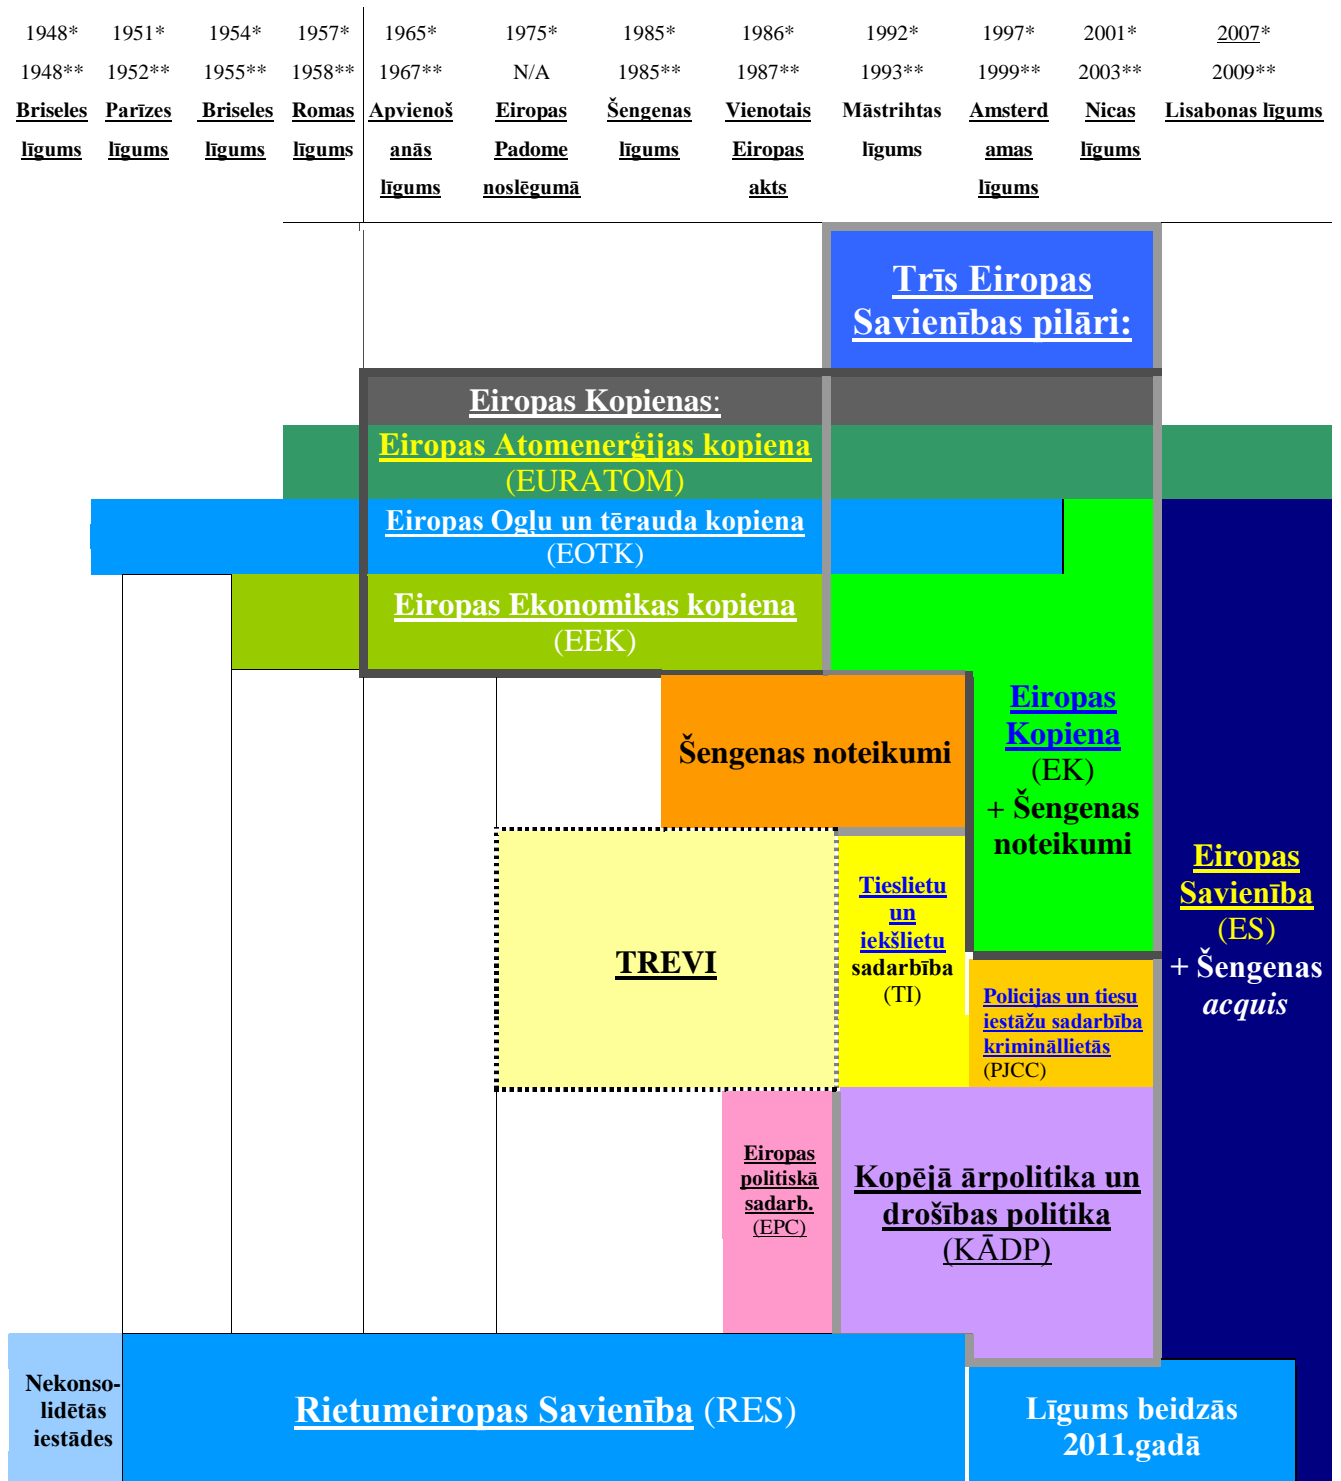 1948* 1951* 1954* 1957* 1965* 1975* 1985* 1986* 1992* 1997* 2001* 2007*
1948** 1952** 1955** 1958** 1967** N/A 1985** 1987** 1993** 1999** 2003** 2009**
Briseles Parīzes Briseles Romas Apvienoš Eiropas Šengenas Vienotais Māstrihtas Amsterd Nicas Lisabonas līgums
līgums līgums līgums līgums anās Padome līgums Eiropas līgums amas līgums
līgums noslēgumā akts līgums
Trīs Eiropas
Savienības pilāri:
Eiropas Kopienas:
Eiropas Atomenerģijas kopiena
(EURATOM)
Eiropas Ogļu un tērauda kopiena
(EOTK)
Eiropas Ekonomikas kopiena
(EEK)
Šengenas noteikumi
Eiropas
Kopiena
(EK)
+ Šengenas
noteikumi
TREVI
Tieslietu
un
iekšlietu
sadarbība
(TI)
Policijas un tiesu
iestāžu sadarbība
krimināllietās
(PJCC)
Eiropas
Savienība
(ES)
+ Šengenas
acquis
Eiropas
politiskā
sadarb.
(EPC)
Kopējā ārpolitika un
drošības politika
(KĀDP)
Nekonso-
lidētās
iestādes
Rietumeiropas Savienība (RES)
Līgums beidzās
2011.gadā